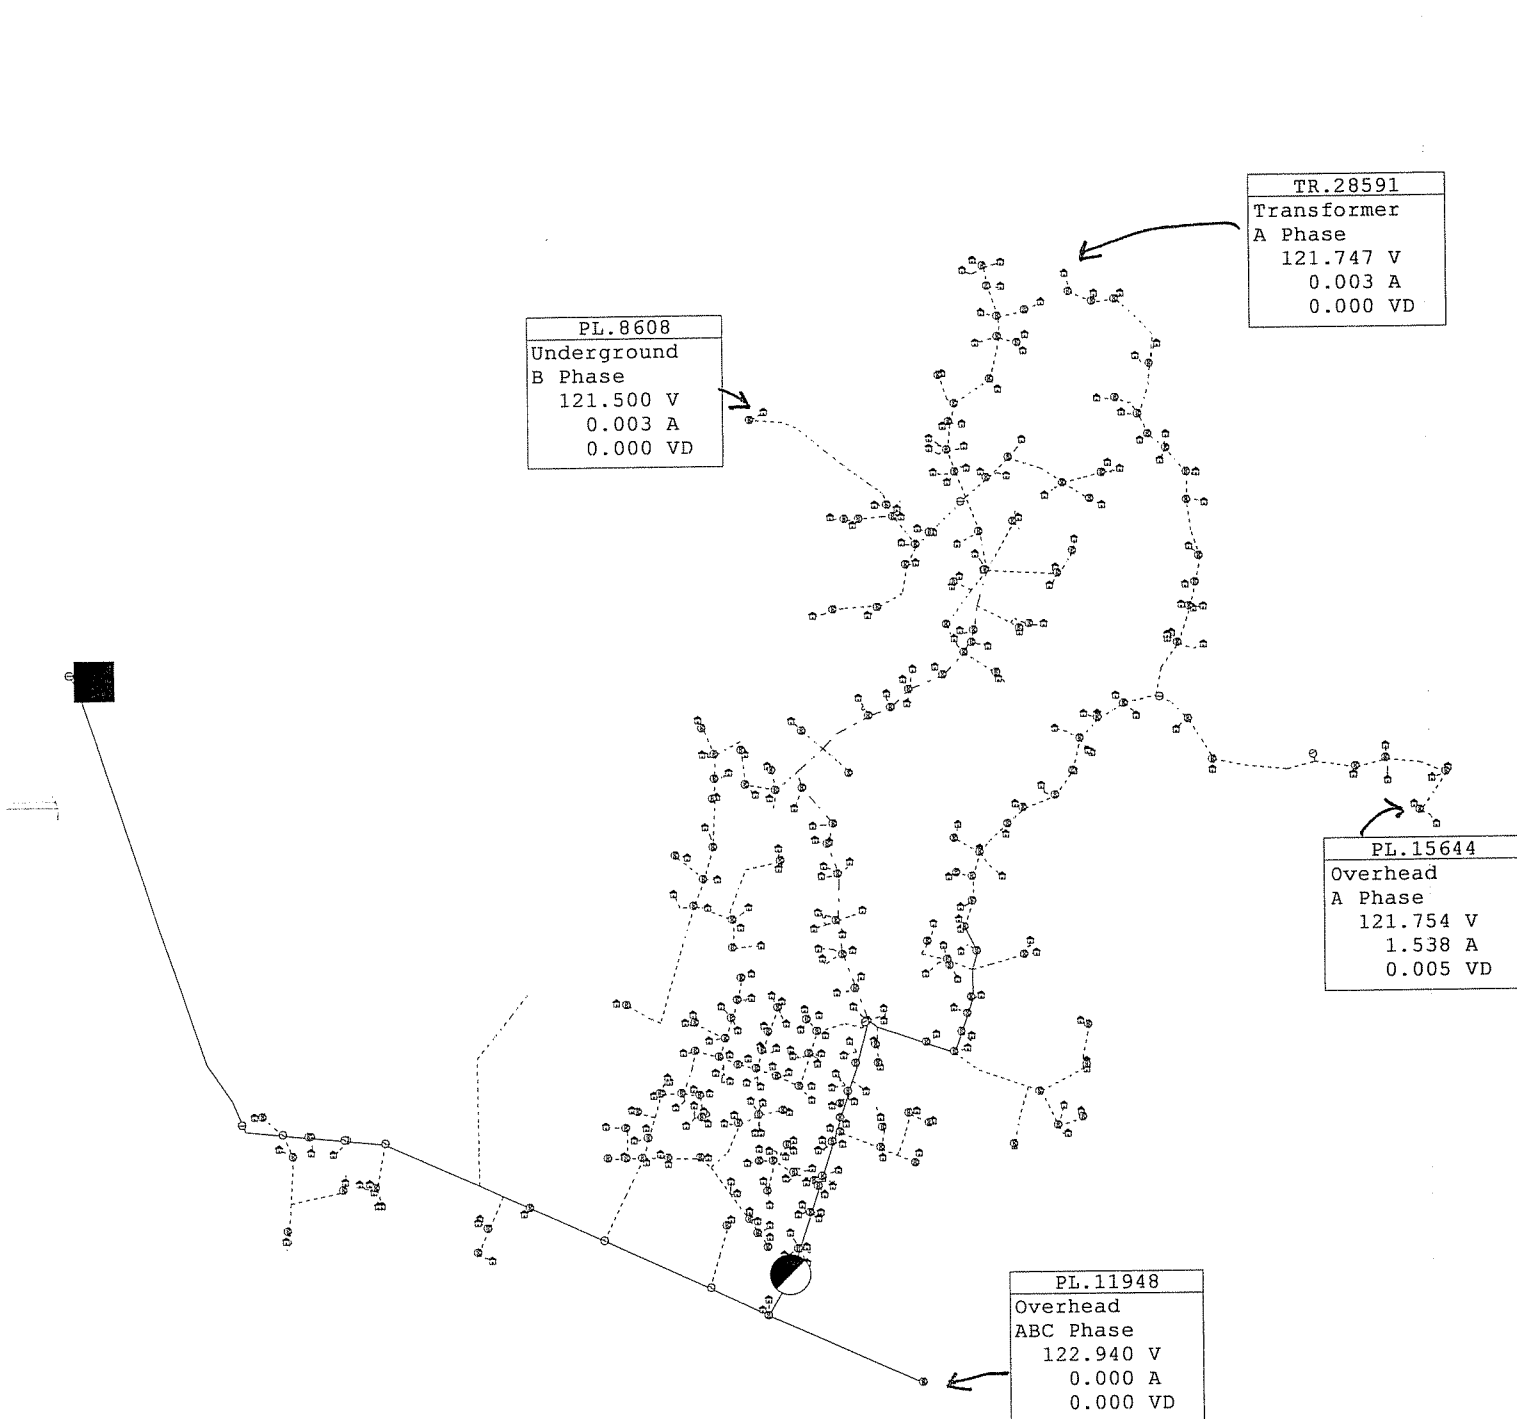 TR.28591
Transformer
A Phase
121.747 V
0.003 A
0.000 VD
PL.8608
Underground
B Phase
121.500 V
0.003 A
0.000 VD
PL.15644
Overhead
A Phase
121.754 V
1.538 A
0.005 VD
PL.11948
Overhead
ABC Phase
122.940 V
0.000 A
0.000 VD